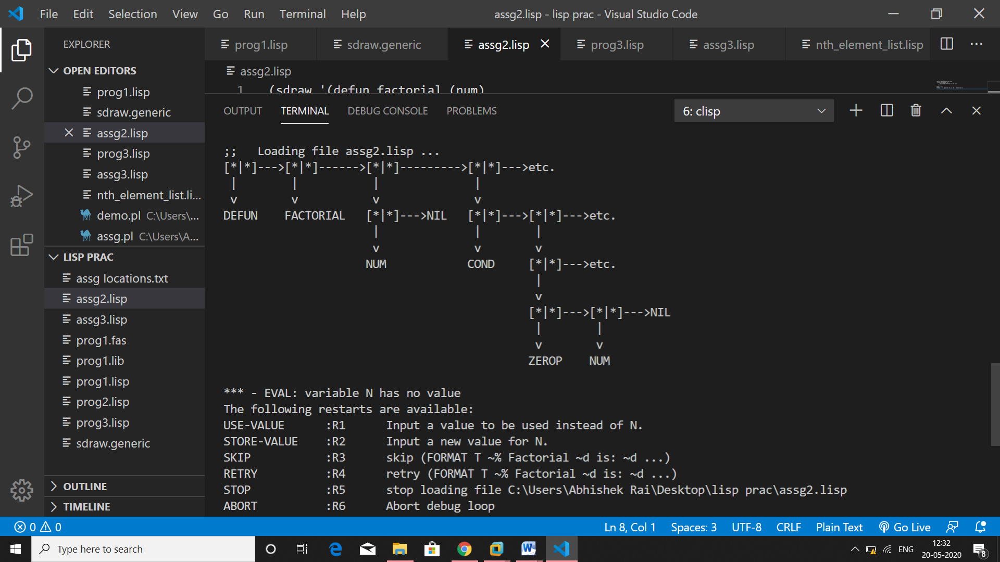 File Edit Selection View Go Run Terminal Help
assg2.lisp - lisp prac - Visual Studio Code
EXPLORER
OPEN EDITORS
prog1.lisp
sdraw.generic
assg2.lisp
prog3.lisp
assg3.lisp
nth_element_list.li...
demo.pl C:\Users\...
assg.pl C:\Users\A...
LISP PRAC
assg locations.txt
assg2.lisp
assg3.lisp
prog1.fas
prog1.lib
prog1.lisp
prog2.lisp
prog3.lisp
sdraw.generic
OUTLINE
TIMELINE
prog1.lisp sdraw.generic assg2.lisp prog3.lisp assg3.lisp nth_element_list.lisp
assg2.lisp
1 (sdraw '(defun factorial (num)
OUTPUT TERMINAL DEBUG CONSOLE PROBLEMS
6: clisp
;;   Loading file assg2.lisp ...
[*|*]--->[*|*]------>[*|*]--------->[*|*]--->etc.
 |        |           |              |
 v        v           v              v
DEFUN    FACTORIAL   [*|*]--->NIL   [*|*]--->[*|*]--->etc.
                      |              |        |
                      v              v        v
                     NUM            COND     [*|*]--->etc.
                                              |
                                              v
                                             [*|*]--->[*|*]--->NIL
                                              |        |
                                              v        v
                                             ZEROP    NUM
*** - EVAL: variable N has no value
The following restarts are available:
USE-VALUE      :R1      Input a value to be used instead of N.
STORE-VALUE    :R2      Input a new value for N.
SKIP           :R3      skip (FORMAT T ~% Factorial ~d is: ~d ...)
RETRY          :R4      retry (FORMAT T ~% Factorial ~d is: ~d ...)
STOP           :R5      stop loading file C:\Users\Abhishek Rai\Desktop\lisp prac\assg2.lisp
ABORT          :R6      Abort debug loop
0 0
Ln 8, Col 1 Spaces: 3 UTF-8 CRLF Plain Text Go Live
Type here to search
ENG
12:32
20-05-2020
8